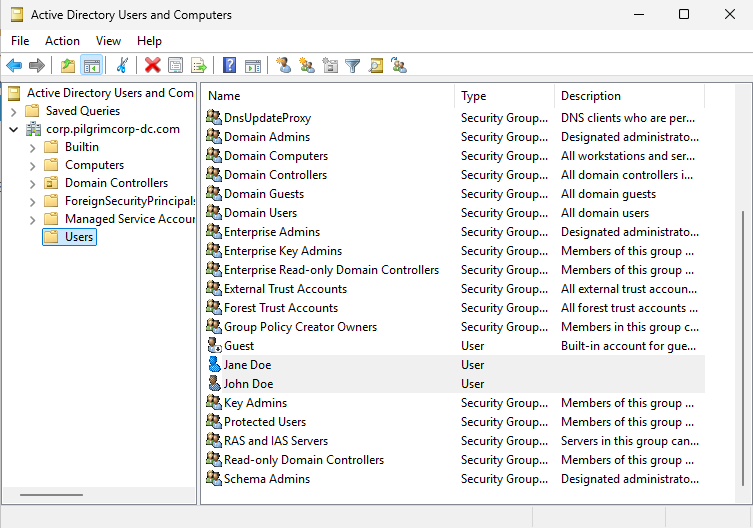 Active Directory Users and Computers
File Action View Help
Active Directory Users and Com
Saved Queries
corp.pilgrimcorp-dc.com
Builtin
Computers
Domain Controllers
ForeignSecurityPrincipals
Managed Service Accour
Users
Name Type Description
DnsUpdateProxy Security Group... DNS clients who are per...
Domain Admins Security Group... Designated administrato...
Domain Computers Security Group... All workstations and ser...
Domain Controllers Security Group... All domain controllers i...
Domain Guests Security Group... All domain guests
Domain Users Security Group... All domain users
Enterprise Admins Security Group... Designated administrato...
Enterprise Key Admins Security Group... Members of this group ...
Enterprise Read-only Domain Controllers Security Group... Members of this group ...
External Trust Accounts Security Group... All external trust accoun...
Forest Trust Accounts Security Group... All forest trust accounts ...
Group Policy Creator Owners Security Group... Members in this group c...
Guest User Built-in account for gue...
Jane Doe User
John Doe User
Key Admins Security Group... Members of this group ...
Protected Users Security Group... Members of this group ...
RAS and IAS Servers Security Group... Servers in this group can...
Read-only Domain Controllers Security Group... Members of this group ...
Schema Admins Security Group... Designated administrato...